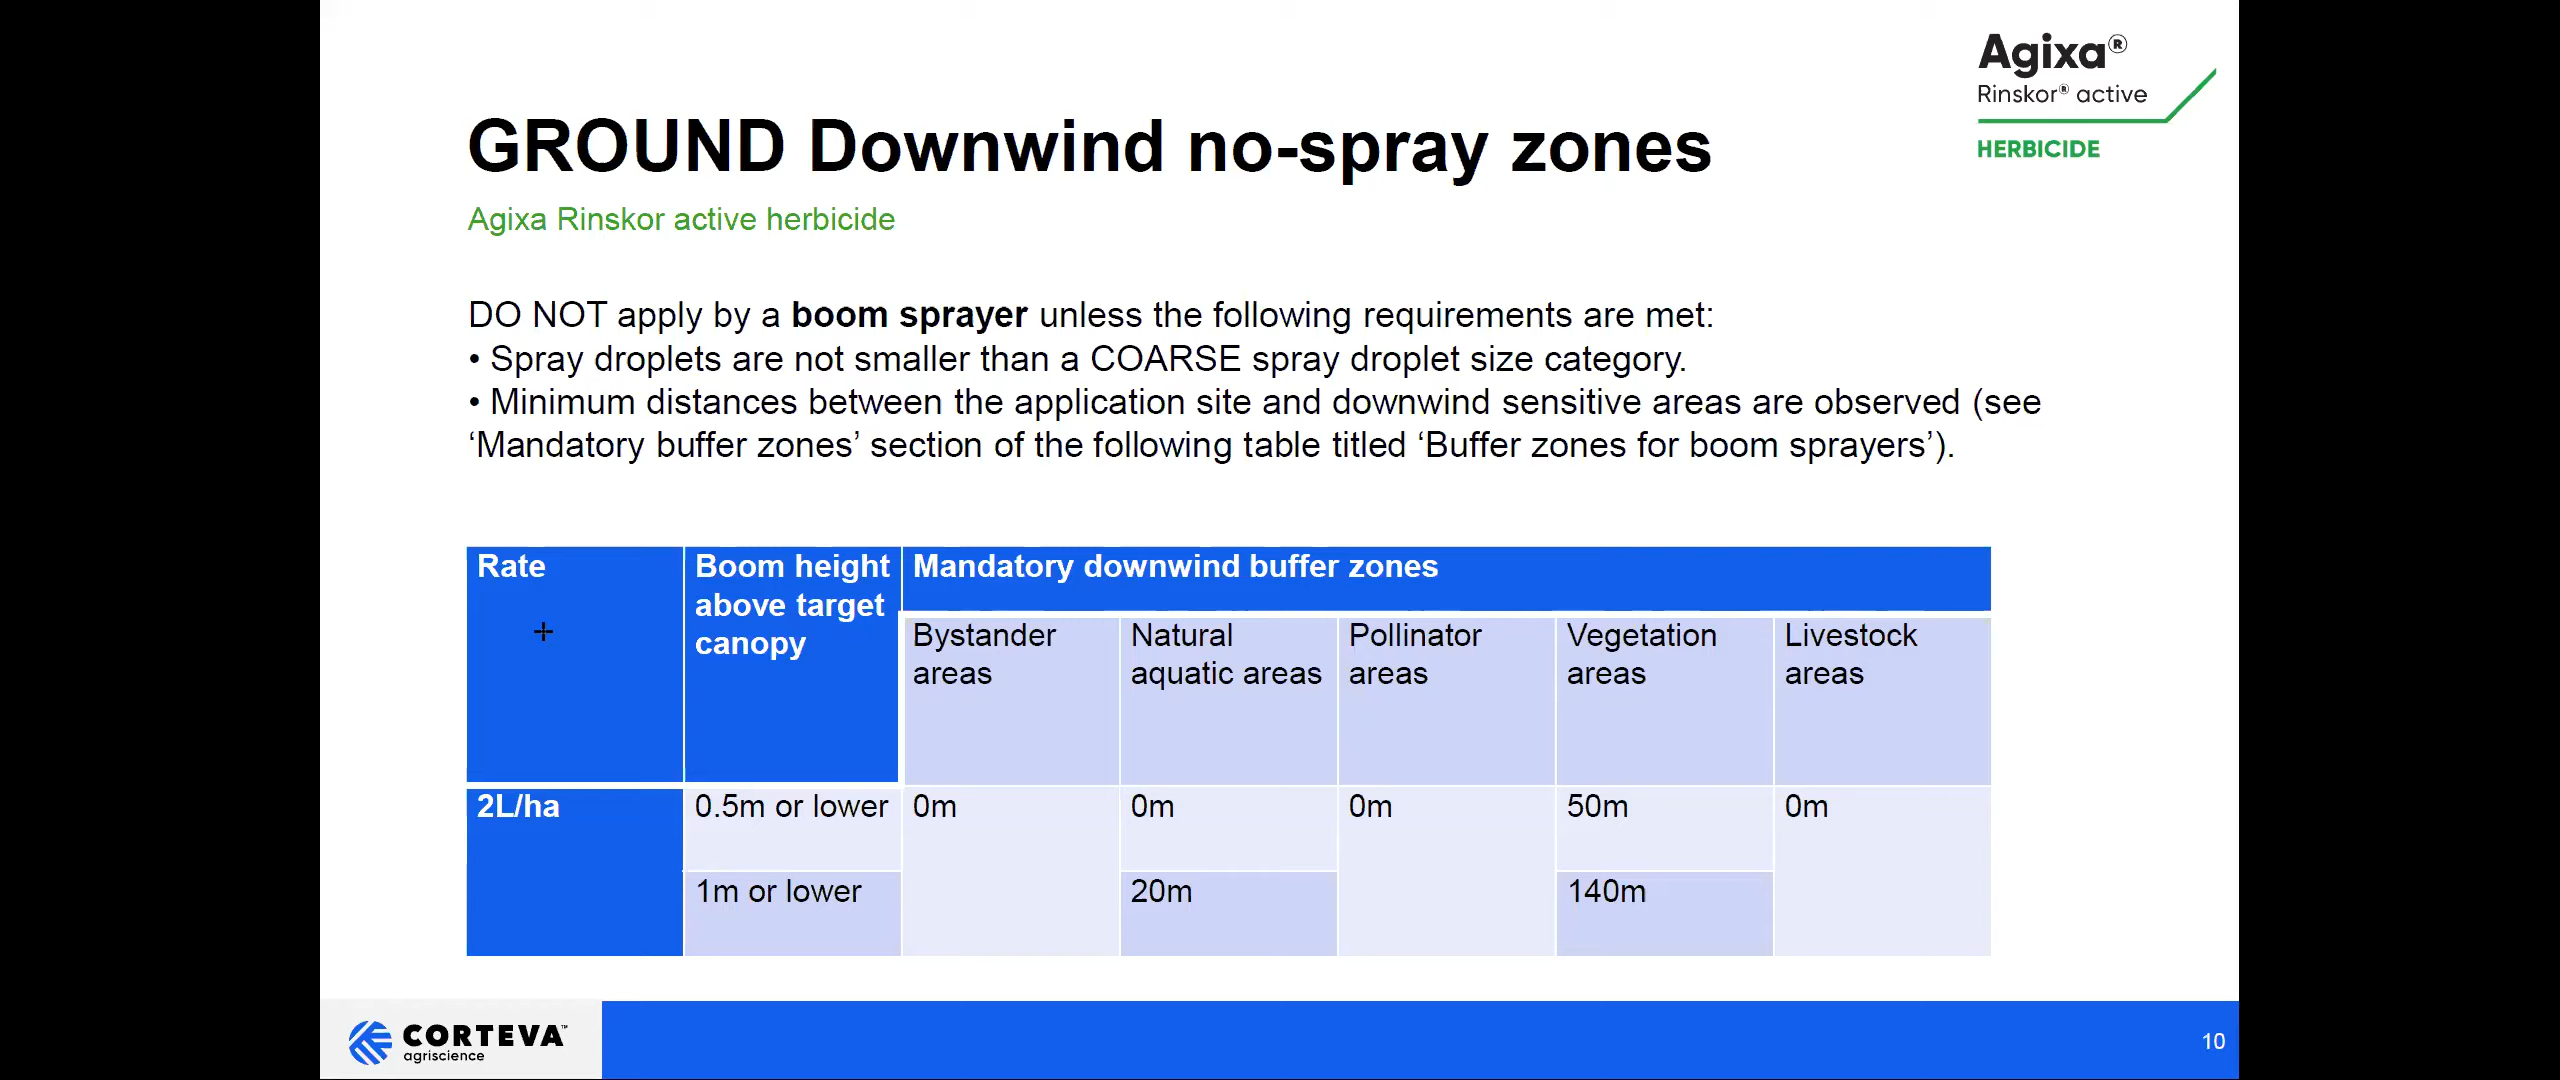 Agixa®
Rinskor® active
HERBICIDE
GROUND Downwind no-spray zones
Agixa Rinskor active herbicide
DO NOT apply by a boom sprayer unless the following requirements are met:
• Spray droplets are not smaller than a COARSE spray droplet size category.
• Minimum distances between the application site and downwind sensitive areas are observed (see
‘Mandatory buffer zones’ section of the following table titled ‘Buffer zones for boom sprayers’).
Rate
Boom height
above target
canopy
Mandatory downwind buffer zones
Bystander
areas
Natural
aquatic areas
Pollinator
areas
Vegetation
areas
Livestock
areas
2L/ha
0.5m or lower
0m
0m
0m
50m
0m
1m or lower
20m
140m
CORTEVA™
agriscience
10